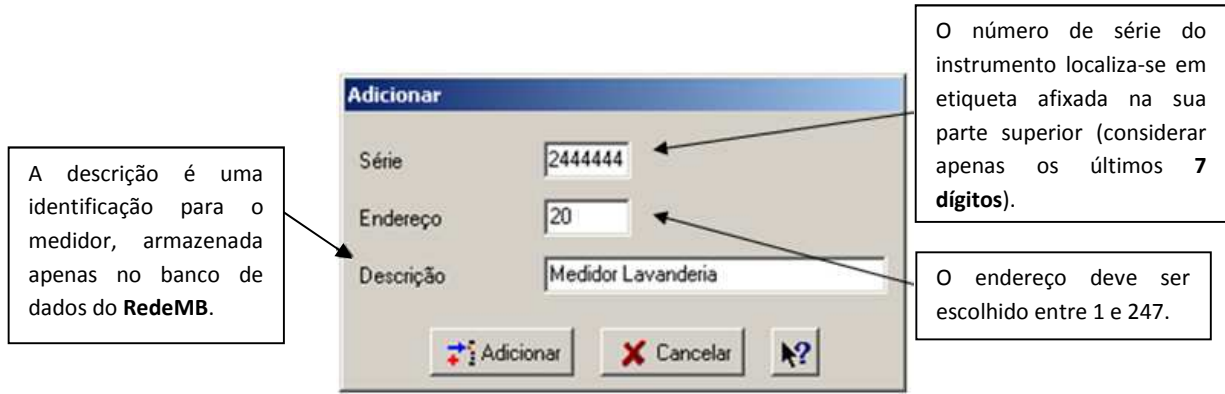 A descrição é uma
identificação para o
medidor, armazenada
apenas no banco de
dados do RedeMB.
Adicionar
Série 2444444
Endereço 20
Descrição Medidor Lavanderia
Adicionar Cancelar ?
O número de série do
instrumento localiza-se em
etiqueta afixada na sua
parte superior (considerar
apenas os últimos 7
dígitos).
O endereço deve ser
escolhido entre 1 e 247.